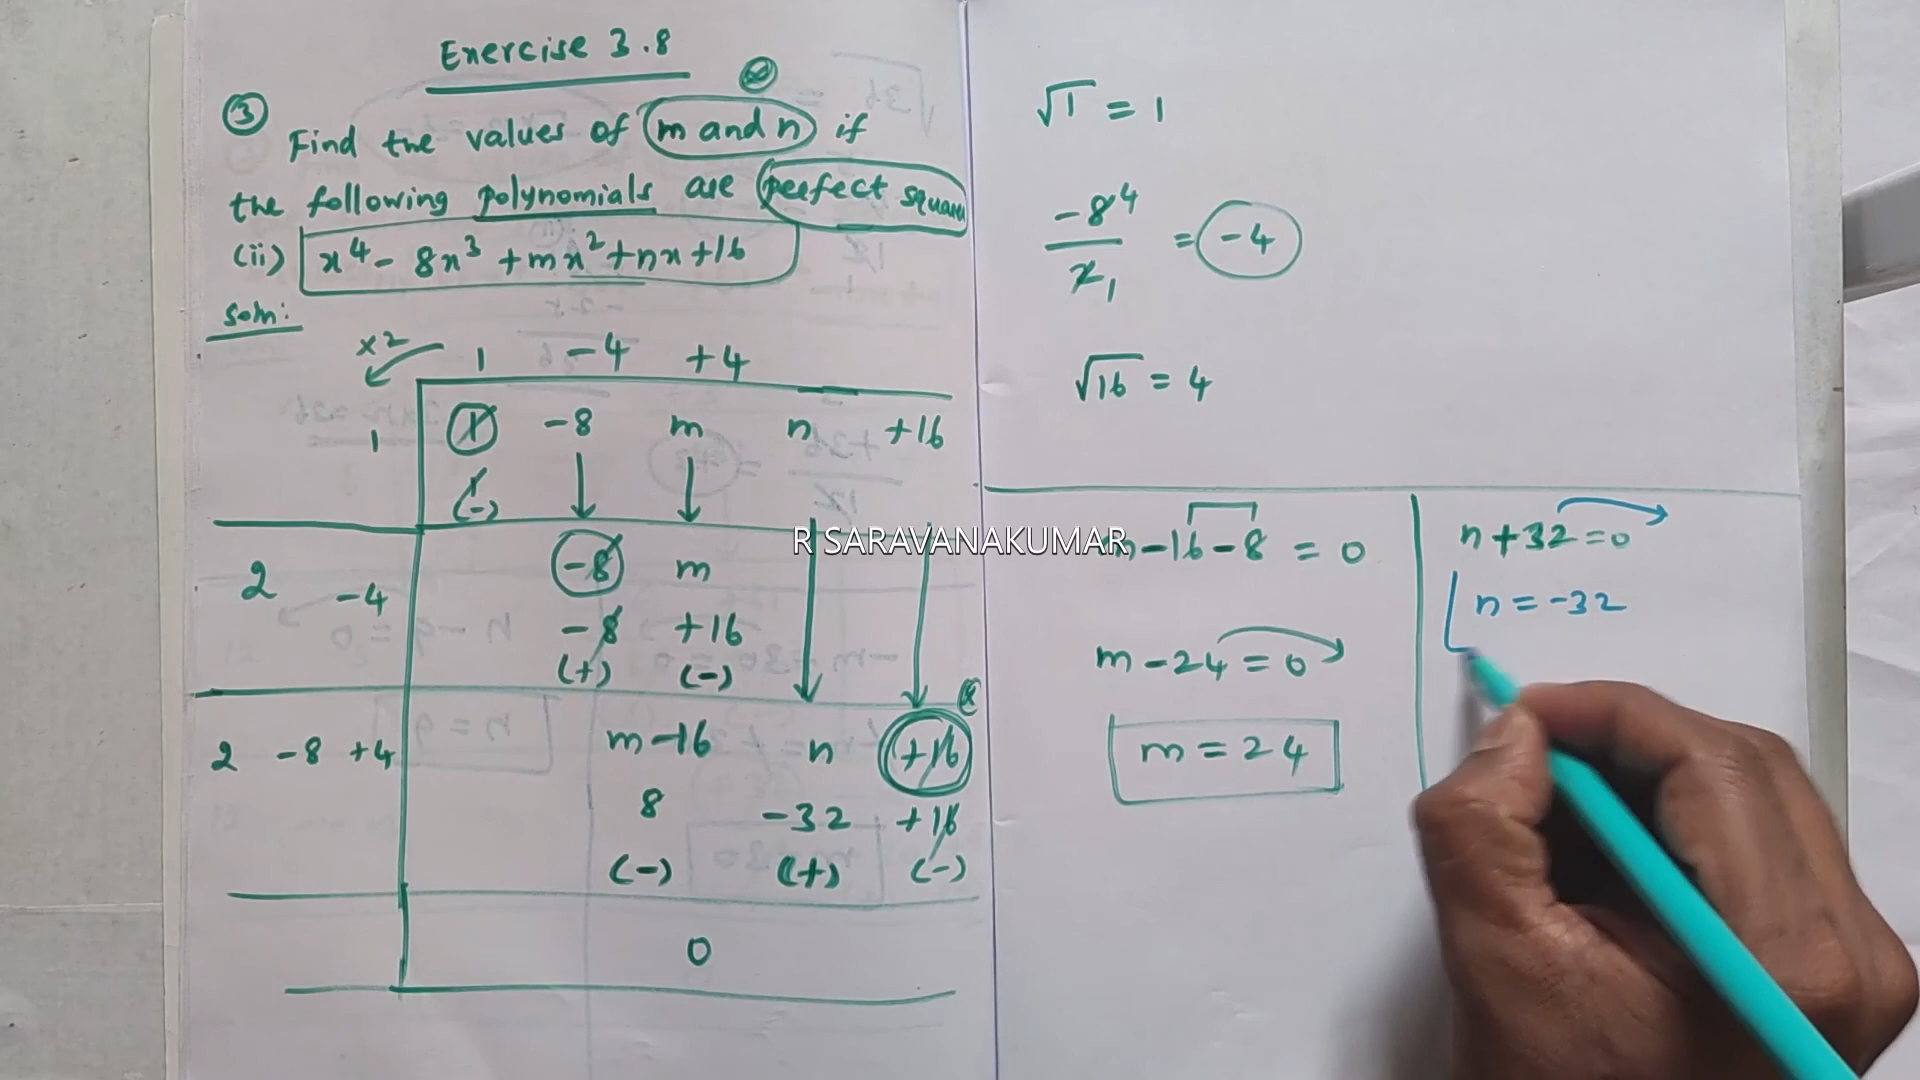 Exercise 3.8
③ Find the values of m and n if
the following polynomials are perfect square
(ii) x⁴ - 8x³ + mx² + nx + 16
soln:
×2 1 -4 +4
1 1 -8 m n +16
1
(-)
-8 m
2 -4 -8 +16
(+) (-)
m-16 n +16
2 -8 +4
8 -32 +16
(-) (+) (-)
0
√1 = 1
-8 4
= -4
2 1
√16 = 4
m-16-8 = 0
m-24 = 0
m = 24
n+32=0
n = -32
R SARAVANAKUMAR